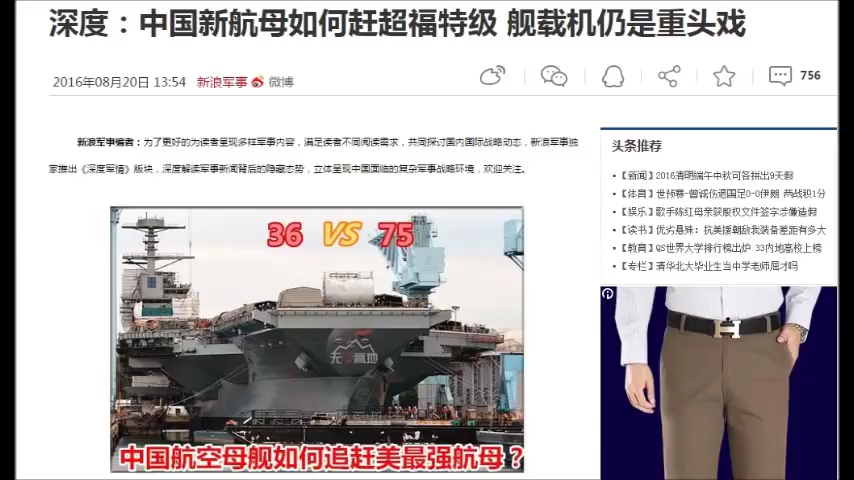 深度：中国新航母如何赶超福特级 舰载机仍是重头戏
2016年08月20日 13:54 新浪军事 微博
756
新浪军事编者：为了更好的为读者呈现多样军事内容，满足读者不同阅读需求，共同探讨国内国际战略动态，新浪军事独
家推出《深度军情》版块，深度解读军事新闻背后的隐藏态势，立体呈现中国面临的复杂军事战略环境，欢迎关注。
36 VS 75
中国航空母舰如何追赶美最强航母？
头条推荐
【新闻】2016清明端午中秋可各拼出9天假
【体育】世预赛-曾诚伤退国足0-0伊朗 两战积1分
【娱乐】歌手陈红母亲获版权文件签字涉嫌造假
【读书】优劣悬殊：抗美援朝敌我装备差距有多大
【教育】QS世界大学排行榜出炉 33内地高校上榜
【专栏】清华北大毕业生当中学老师屈才吗